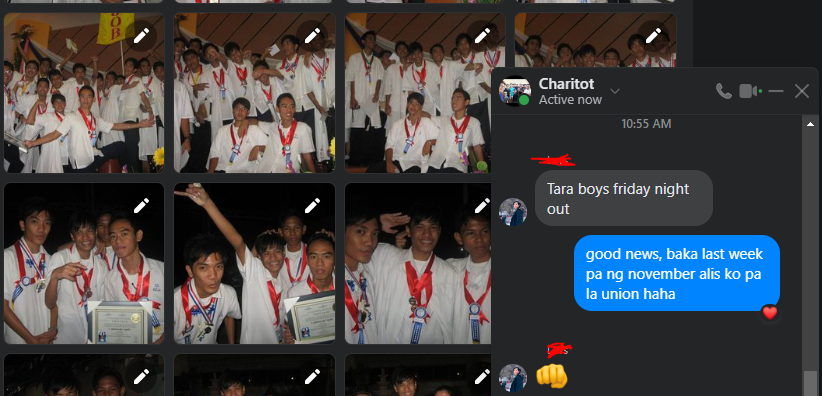 BOB
Charitot
Active now
10:55 AM
Tara boys friday night
out
good news, baka last week
pa ng november alis ko pa
la union haha